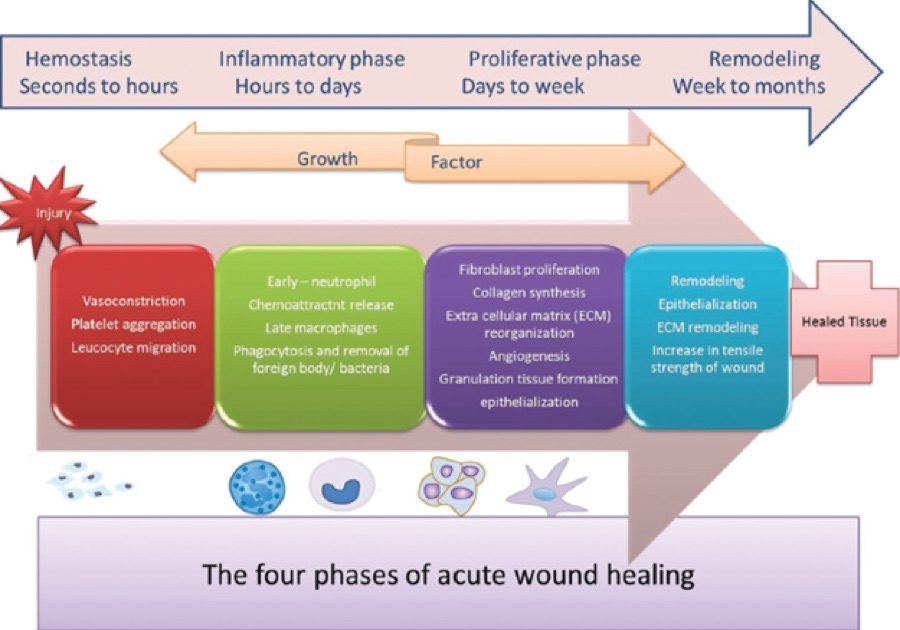 Hemostasis
Seconds to hours
Inflammatory phase
Hours to days
Proliferative phase
Days to week
Remodeling
Week to months
Growth
Factor
Injury
Vasoconstriction
Platelet aggregation
Leucocyte migration
Early – neutrophil
Chemoattractnt release
Late macrophages
Phagocytosis and removal of
foreign body/ bacteria
Fibroblast proliferation
Collagen synthesis
Extra cellular matrix (ECM)
reorganization
Angiogenesis
Granulation tissue formation
epithelialization
Remodeling
Epithelialization
ECM remodeling
Increase in tensile
strength of wound
Healed Tissue
The four phases of acute wound healing